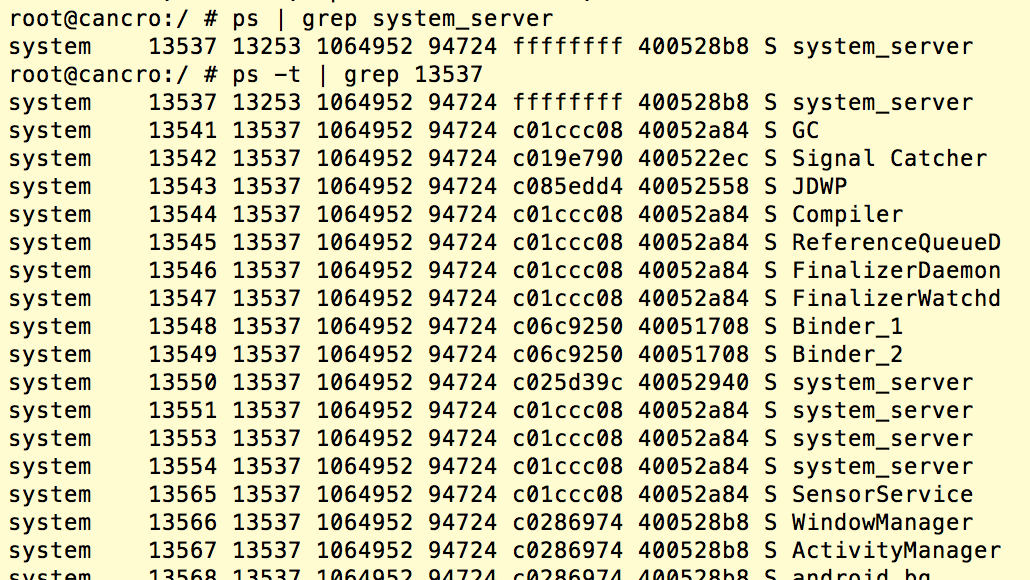 root@cancro:/ # ps | grep system_server
system    13537 13253 1064952 94724 ffffffff 400528b8 S system_server
root@cancro:/ # ps -t | grep 13537
system    13537 13253 1064952 94724 ffffffff 400528b8 S system_server
system    13541 13537 1064952 94724 c01ccc08 40052a84 S GC
system    13542 13537 1064952 94724 c019e790 400522ec S Signal Catcher
system    13543 13537 1064952 94724 c085edd4 40052558 S JDWP
system    13544 13537 1064952 94724 c01ccc08 40052a84 S Compiler
system    13545 13537 1064952 94724 c01ccc08 40052a84 S ReferenceQueueD
system    13546 13537 1064952 94724 c01ccc08 40052a84 S FinalizerDaemon
system    13547 13537 1064952 94724 c01ccc08 40052a84 S FinalizerWatchd
system    13548 13537 1064952 94724 c06c9250 40051708 S Binder_1
system    13549 13537 1064952 94724 c06c9250 40051708 S Binder_2
system    13550 13537 1064952 94724 c025d39c 40052940 S system_server
system    13551 13537 1064952 94724 c01ccc08 40052a84 S system_server
system    13553 13537 1064952 94724 c01ccc08 40052a84 S system_server
system    13554 13537 1064952 94724 c01ccc08 40052a84 S system_server
system    13565 13537 1064952 94724 c01ccc08 40052a84 S SensorService
system    13566 13537 1064952 94724 c0286974 400528b8 S WindowManager
system    13567 13537 1064952 94724 c0286974 400528b8 S ActivityManager
system    13568 13537 1064952 94724 c0286974 400528b8 S android.bg